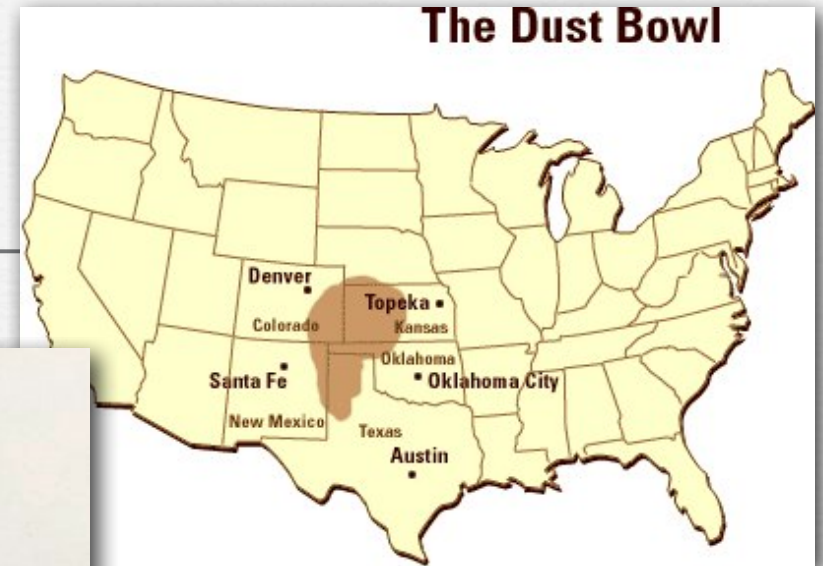 The Dust Bowl
Denver
Topeka
Colorado
Kansas
Oklahoma
Santa Fe
Oklahoma City
New Mexico
Texas
Austin